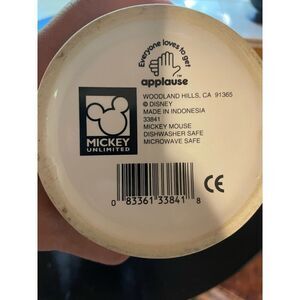 Everyone loves to get
applause™
WOODLAND HILLS, CA 91365
© DISNEY
MADE IN INDONESIA
33841
MICKEY MOUSE
DISHWASHER SAFE
MICROWAVE SAFE
MICKEY
UNLIMITED
CE
0 83361 33841 8